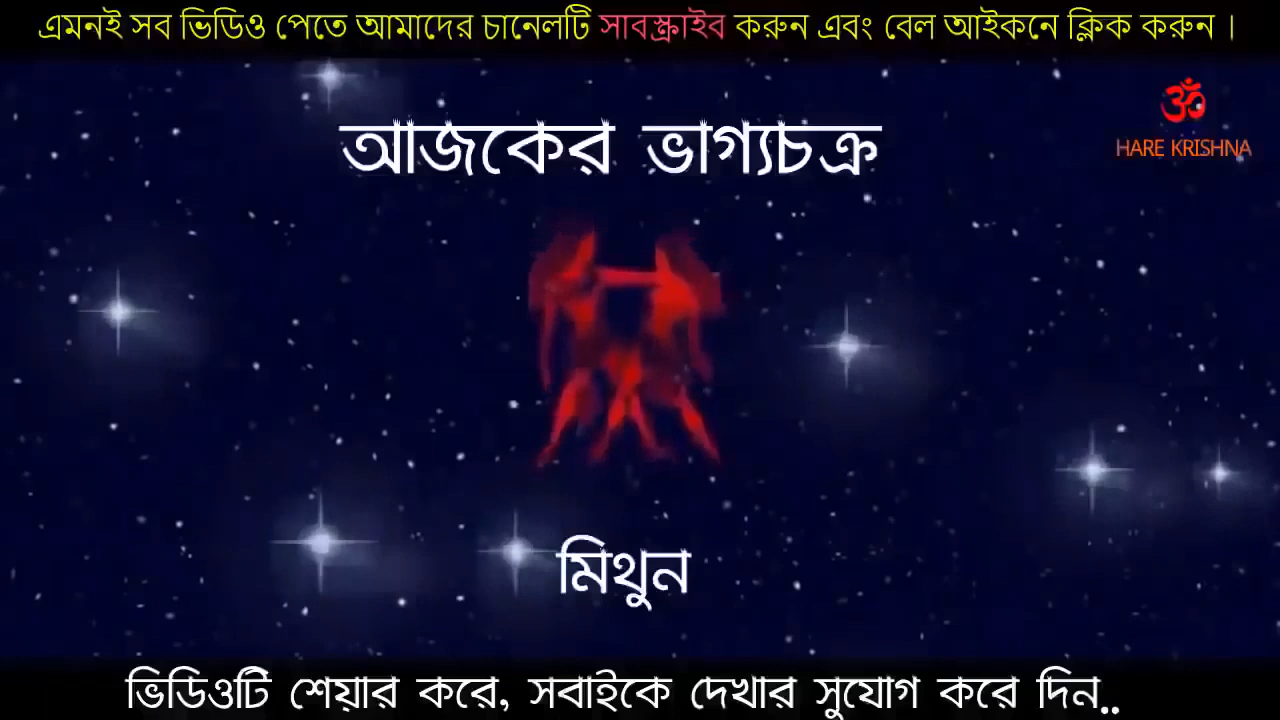 এমনই সব ভিডিও পেতে আমাদের চানেলটি সাবস্ক্রাইব করুন এবং বেল আইকনে ক্লিক করুন ।
ॐ
HARE KRISHNA
আজকের ভাগ্যচক্র
মিথুন
ভিডিওটি শেয়ার করে, সবাইকে দেখার সুযোগ করে দিন..